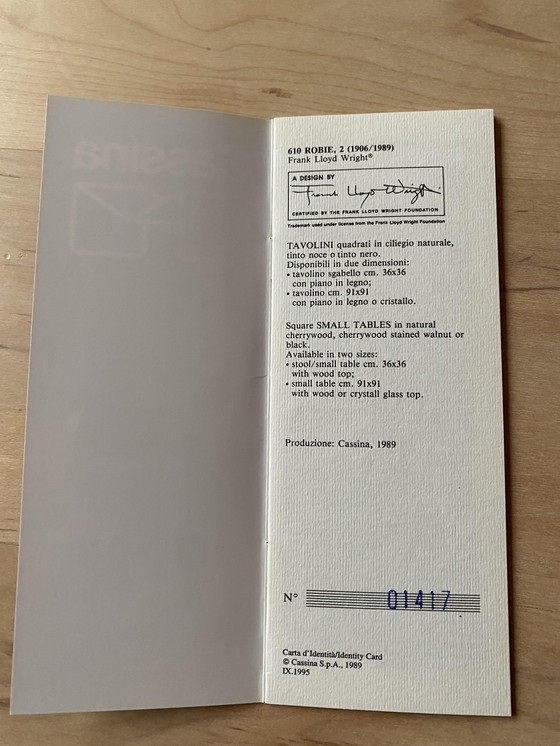 610 ROBIE, 2 (1906/1989)
Frank Lloyd Wright®
A DESIGN BY
Frank Lloyd Wright
CERTIFIED BY THE FRANK LLOYD WRIGHT FOUNDATION
Trademark used under license from the Frank Lloyd Wright Foundation
TAVOLINI quadrati in ciliegio naturale,
tinto noce o tinto nero.
Disponibili in due dimensioni:
• tavolino sgabello cm. 36x36
con piano in legno;
• tavolino cm. 91x91
con piano in legno o cristallo.
Square SMALL TABLES in natural
cherrywood, cherrywood stained walnut or
black.
Available in two sizes:
• stool/small table cm. 36x36
with wood top;
• small table cm. 91x91
with wood or crystall glass top.
Produzione: Cassina, 1989
N° 01417
Carta d'Identità/Identity Card
© Cassina S.p.A., 1989
IX.1995
Cassina